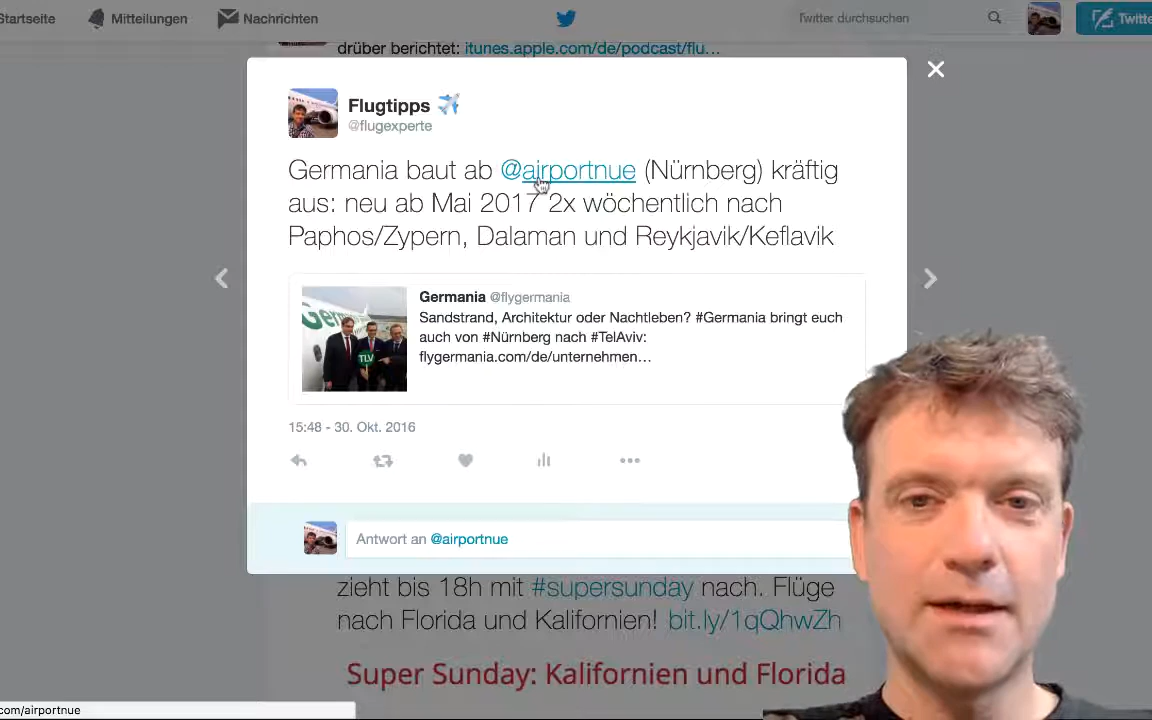 Startseite
Mitteilungen
Nachrichten
Twitter durchsuchen
drüber berichtet: itunes.apple.com/de/podcast/flu…
Flugtipps
@flugexperte
Germania baut ab @airportnue (Nürnberg) kräftig
aus: neu ab Mai 2017 2x wöchentlich nach
Paphos/Zypern, Dalaman und Reykjavik/Keflavik
Germania @flygermania
Sandstrand, Architektur oder Nachtleben? #Germania bringt euch
auch von #Nürnberg nach #TelAviv:
flygermania.com/de/unternehmen…
TLV
15:48 - 30. Okt. 2016
Antwort an @airportnue
zieht bis 18h mit #supersunday nach. Flüge
nach Florida und Kalifornien! bit.ly/1qQhwZh
Super Sunday: Kalifornien und Florida
com/airportnue